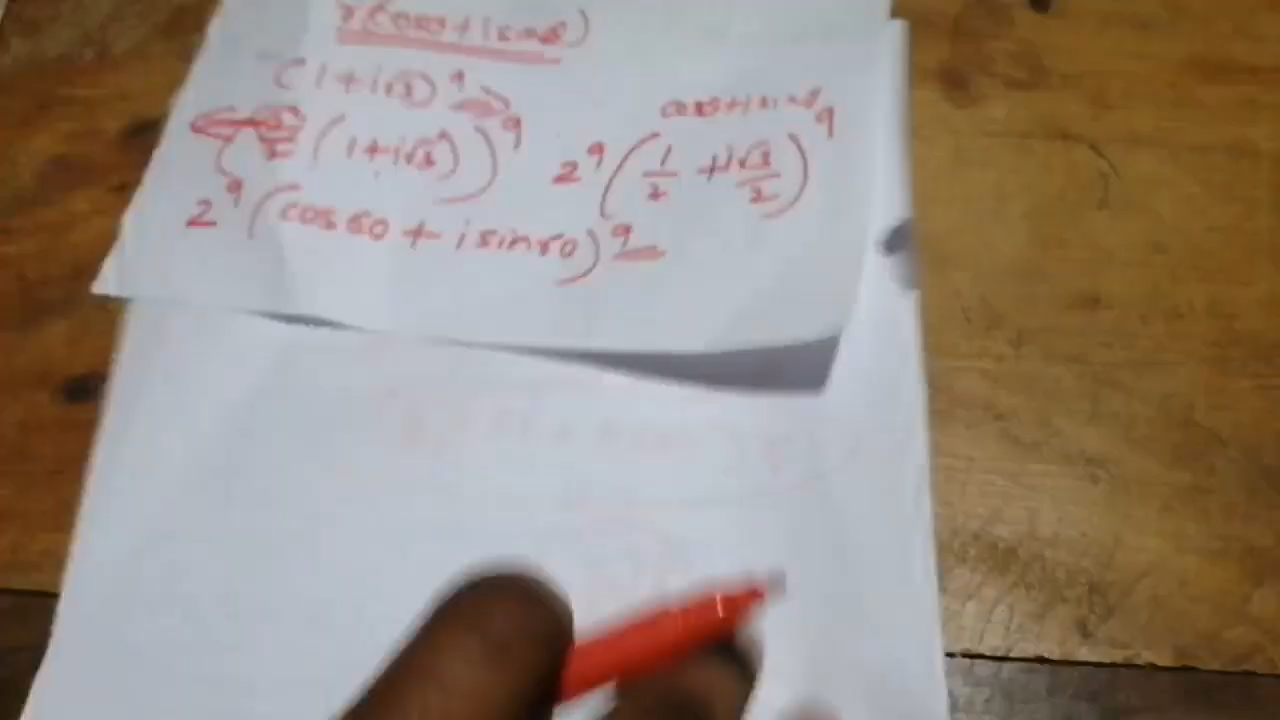 r(cosθ+isinθ)
(1+i√3)^9
(1+i√3))^9
cosθ+isinθ
2^9(1/2 + i√3/2)^9
2^9(cos60 + isin60)^9